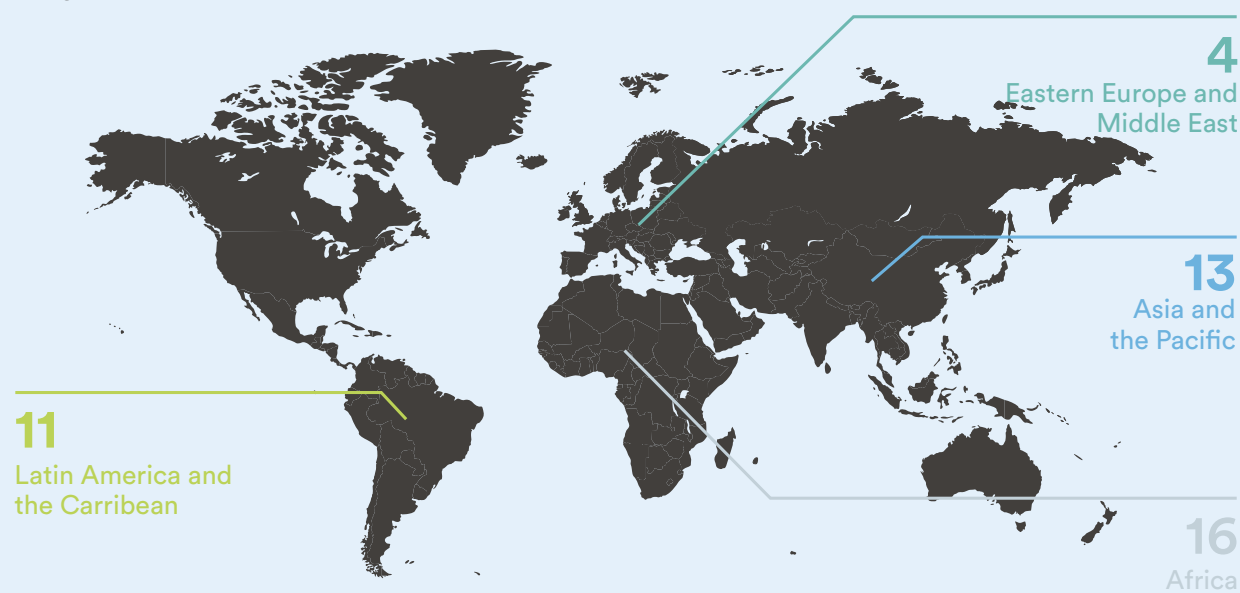 4
Eastern Europe and
Middle East
13
Asia and
the Pacific
11
Latin America and
the Carribean
16
Africa